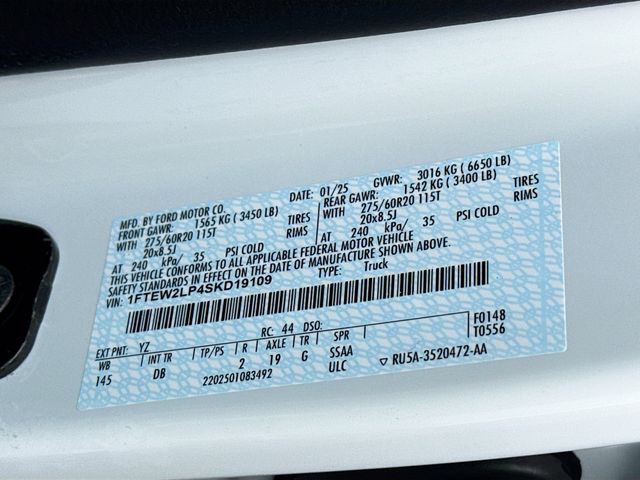 MFD. BY FORD MOTOR CO.
DATE: 01/25 GVWR: 3016 KG ( 6650 LB)
FRONT GAWR: 1565 KG ( 3450 LB) REAR GAWR: 1542 KG ( 3400 LB)
WITH 275/60R20 115T TIRES WITH 275/60R20 115T TIRES
20x8.5J RIMS 20x8.5J RIMS
AT 240 kPa/ 35 PSI COLD AT 240 kPa/ 35 PSI COLD
THIS VEHICLE CONFORMS TO ALL APPLICABLE FEDERAL MOTOR VEHICLE
SAFETY STANDARDS IN EFFECT ON THE DATE OF MANUFACTURE SHOWN ABOVE.
VIN: 1FTEW2LP4SKD19109 TYPE: Truck
EXT PNT: YZ RC: 44 DSO: F0148
WB INT TR TP/PS R AXLE TR SPR T0556
145 DB 2 19 G SSAA
ULC ▽ RU5A-3520472-AA
2202501083492